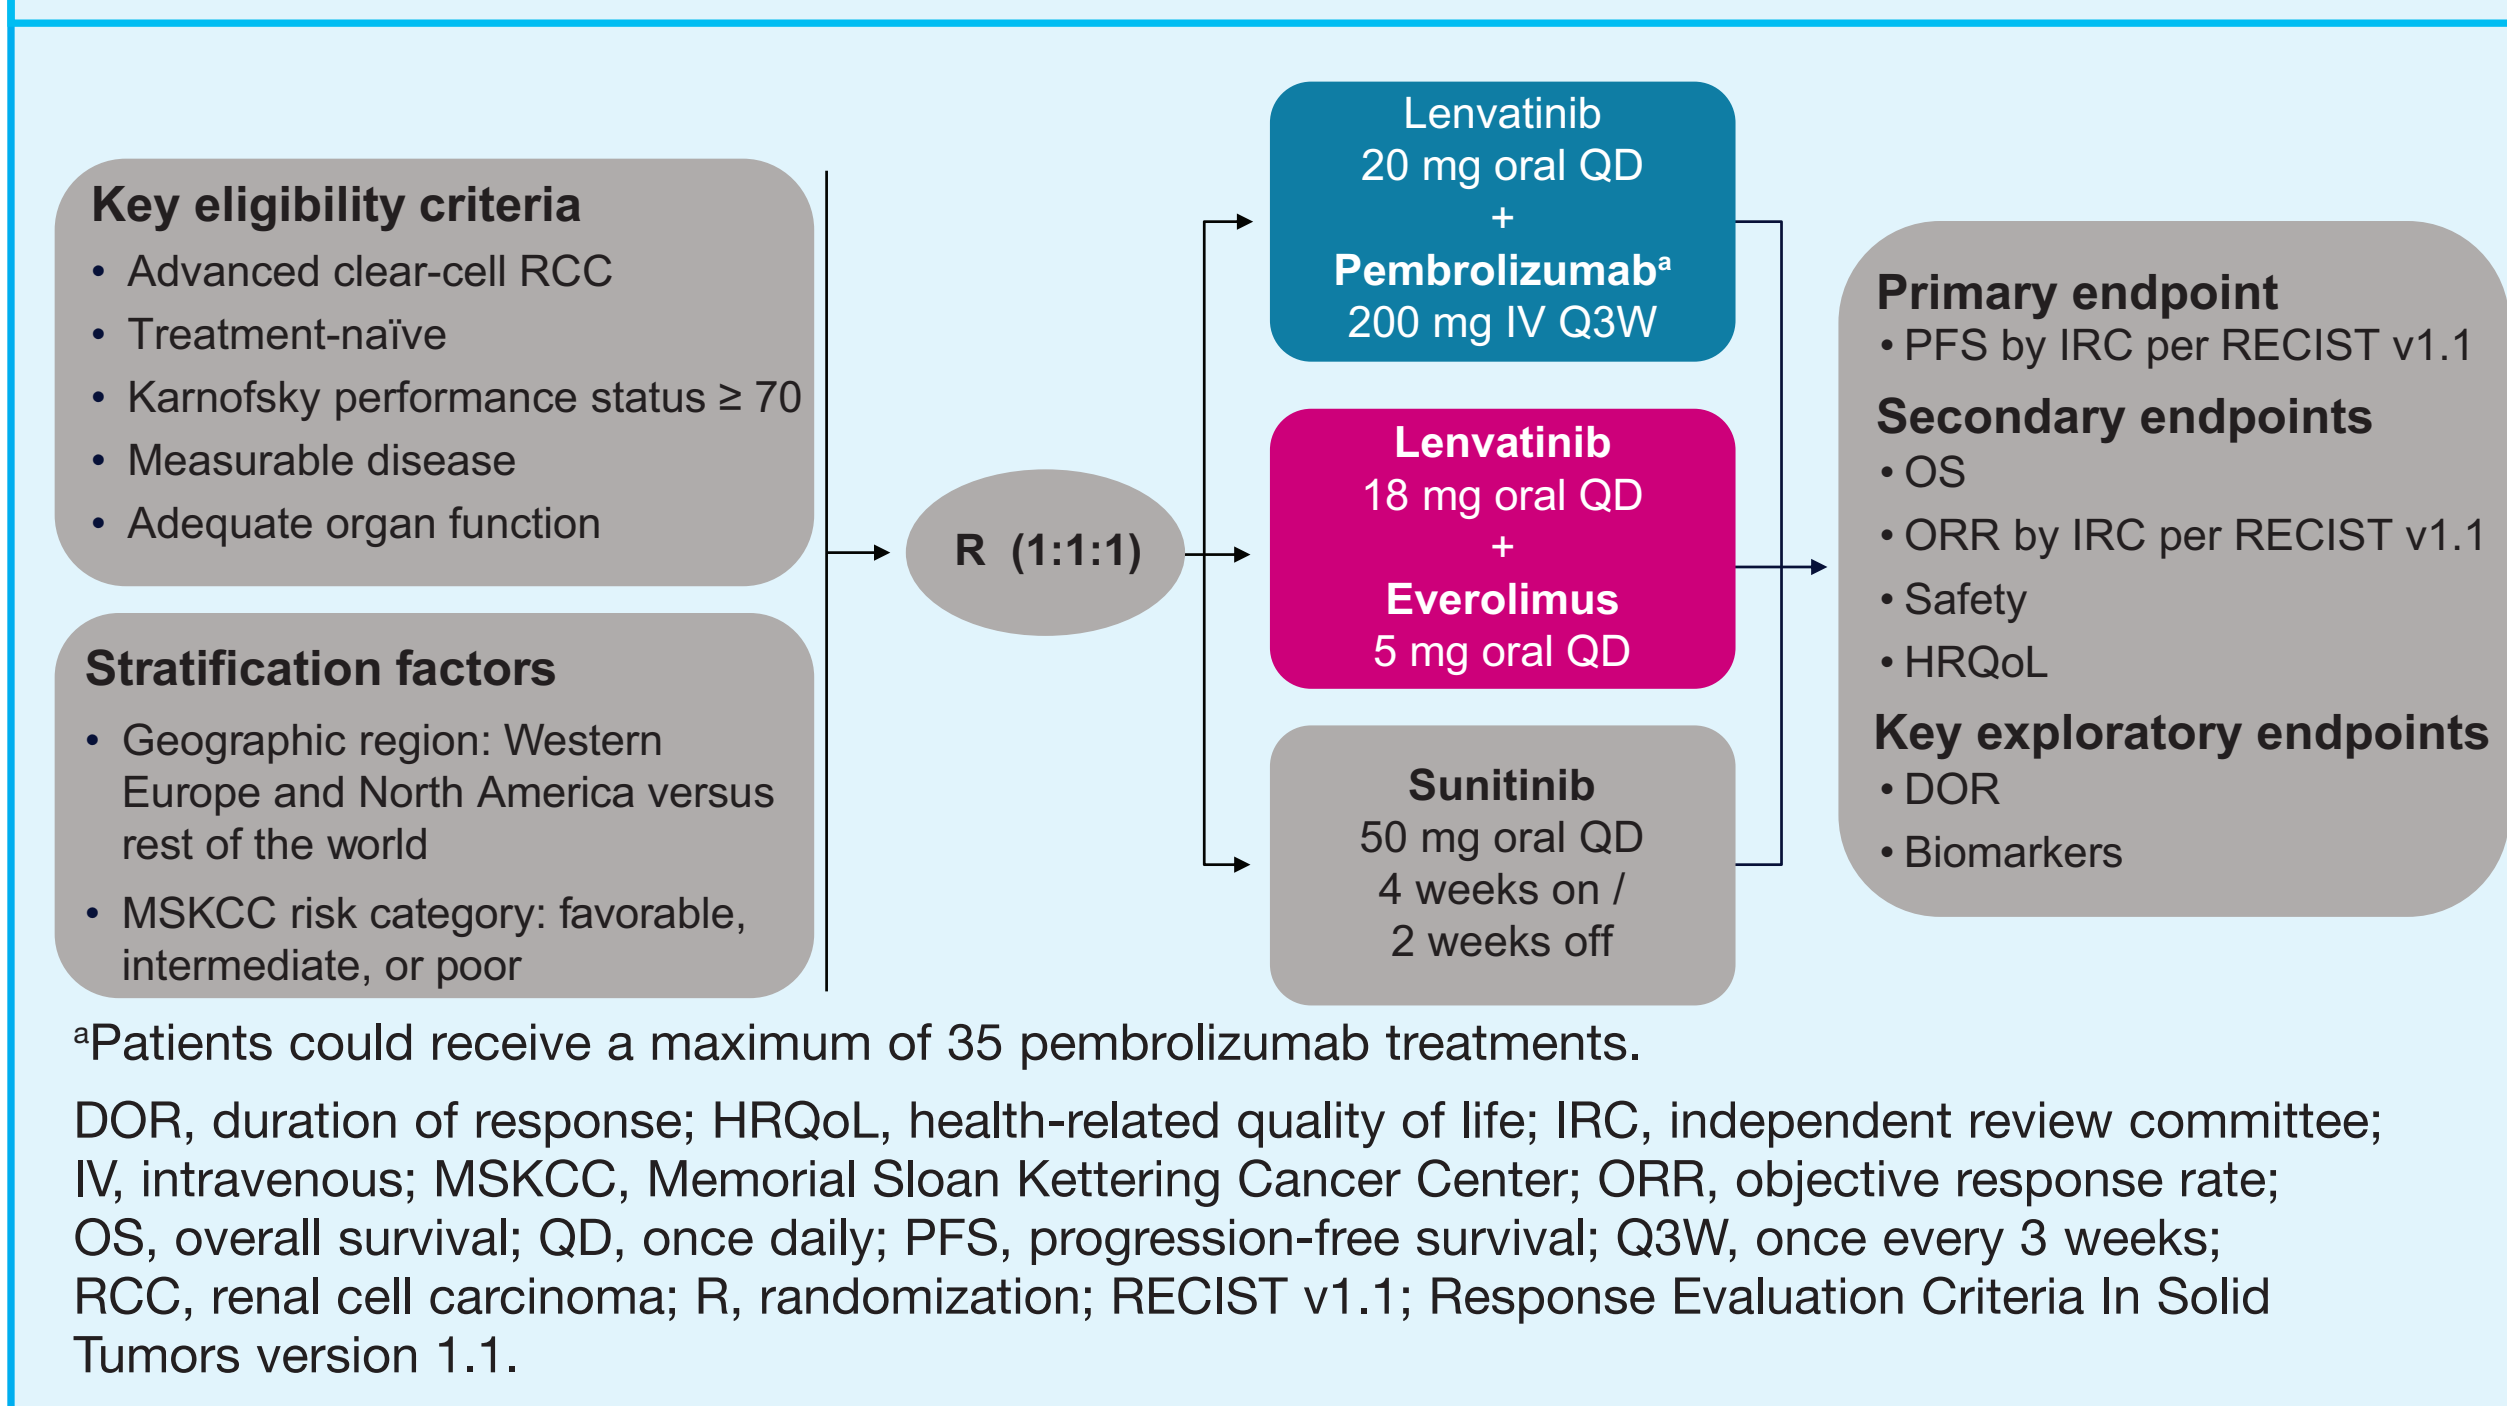 Key eligibility criteria
• Advanced clear-cell RCC
• Treatment-naïve
• Karnofsky performance status ≥ 70
• Measurable disease
• Adequate organ function
Stratification factors
• Geographic region: Western
Europe and North America versus
rest of the world
• MSKCC risk category: favorable,
intermediate, or poor
R (1:1:1)
Lenvatinib
20 mg oral QD
+
Pembrolizumabᵃ
200 mg IV Q3W
Lenvatinib
18 mg oral QD
+
Everolimus
5 mg oral QD
Sunitinib
50 mg oral QD
4 weeks on /
2 weeks off
Primary endpoint
• PFS by IRC per RECIST v1.1
Secondary endpoints
• OS
• ORR by IRC per RECIST v1.1
• Safety
• HRQoL
Key exploratory endpoints
• DOR
• Biomarkers
ᵃPatients could receive a maximum of 35 pembrolizumab treatments.
DOR, duration of response; HRQoL, health-related quality of life; IRC, independent review committee;
IV, intravenous; MSKCC, Memorial Sloan Kettering Cancer Center; ORR, objective response rate;
OS, overall survival; QD, once daily; PFS, progression-free survival; Q3W, once every 3 weeks;
RCC, renal cell carcinoma; R, randomization; RECIST v1.1; Response Evaluation Criteria In Solid
Tumors version 1.1.